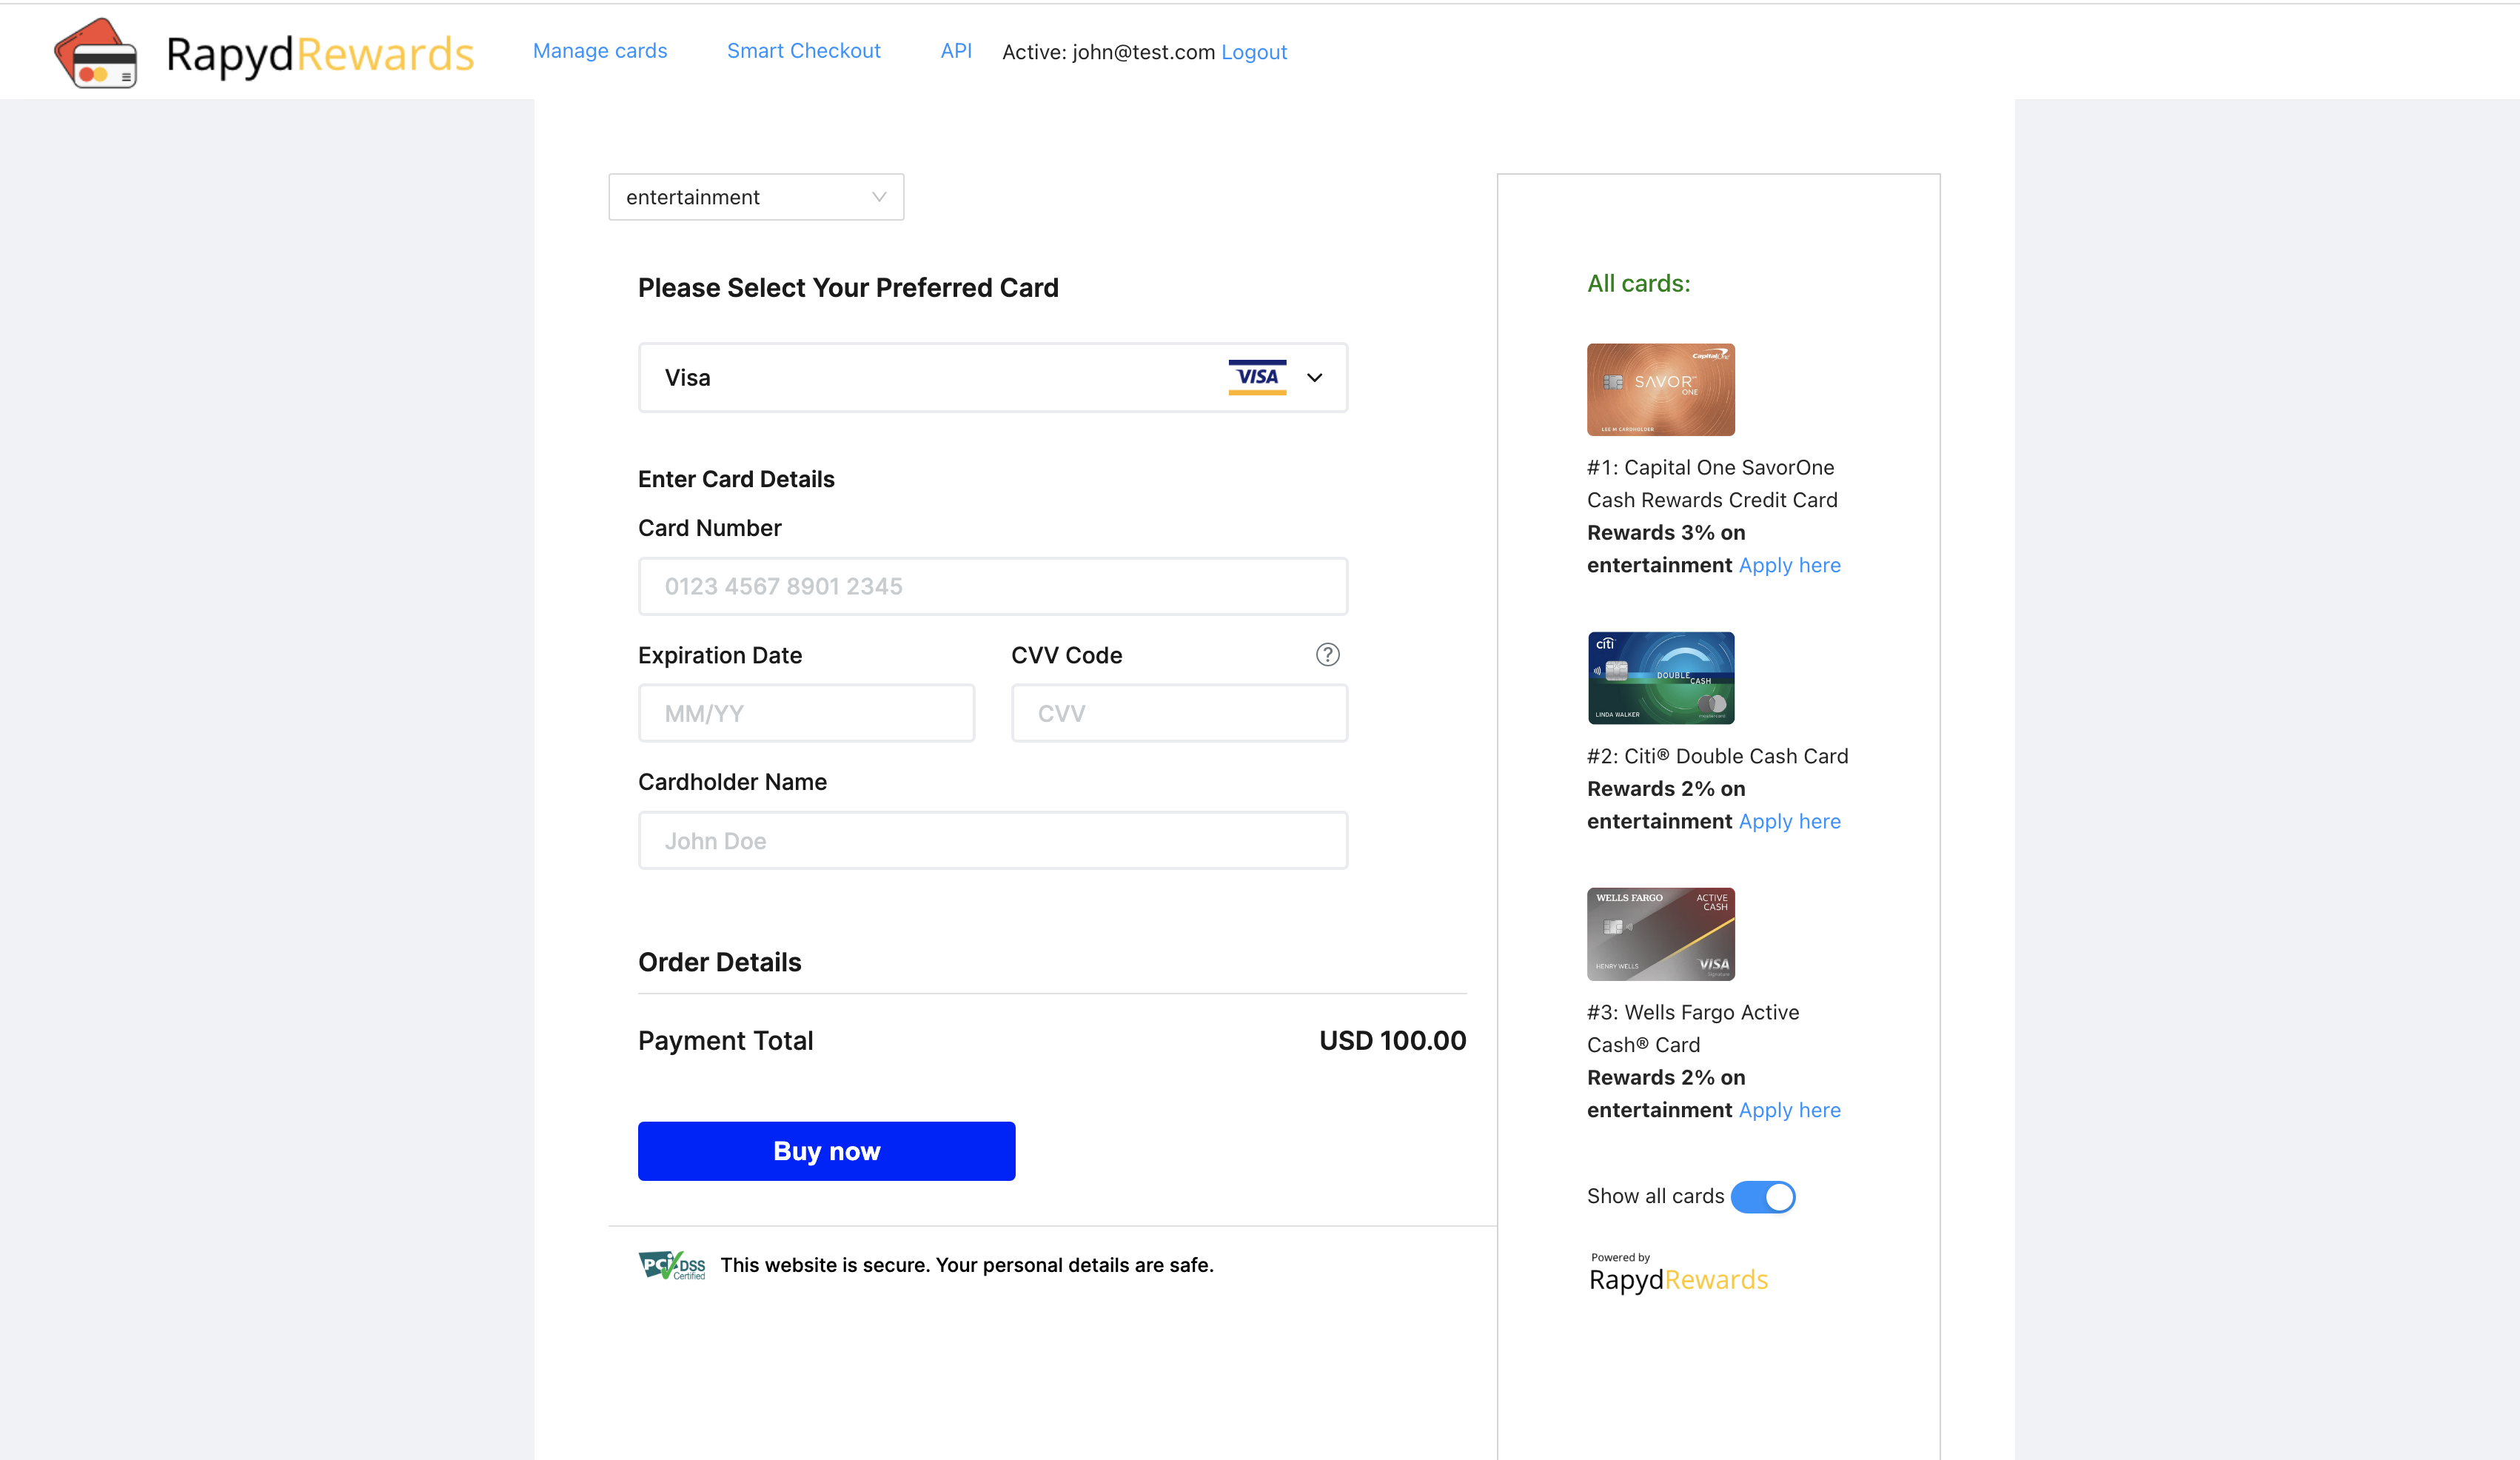 RapydRewards
Manage cards
Smart Checkout
API
Active: john@test.com Logout
entertainment
Please Select Your Preferred Card
Visa
VISA
Enter Card Details
Card Number
0123 4567 8901 2345
Expiration Date
CVV Code
?
MM/YY
CVV
Cardholder Name
John Doe
Order Details
Payment Total
USD 100.00
Buy now
PCI DSS
Certified
This website is secure. Your personal details are safe.
All cards:
Capital One
SAVOR
ONE
LEE M CARDHOLDER
#1: Capital One SavorOne
Cash Rewards Credit Card
Rewards 3% on
entertainment Apply here
citi
DOUBLE
CASH
LINDA WALKER
mastercard
#2: Citi® Double Cash Card
Rewards 2% on
entertainment Apply here
WELLS FARGO
ACTIVE
CASH
HENRY WELLS
VISA
Signature
#3: Wells Fargo Active
Cash® Card
Rewards 2% on
entertainment Apply here
Show all cards
Powered by
RapydRewards